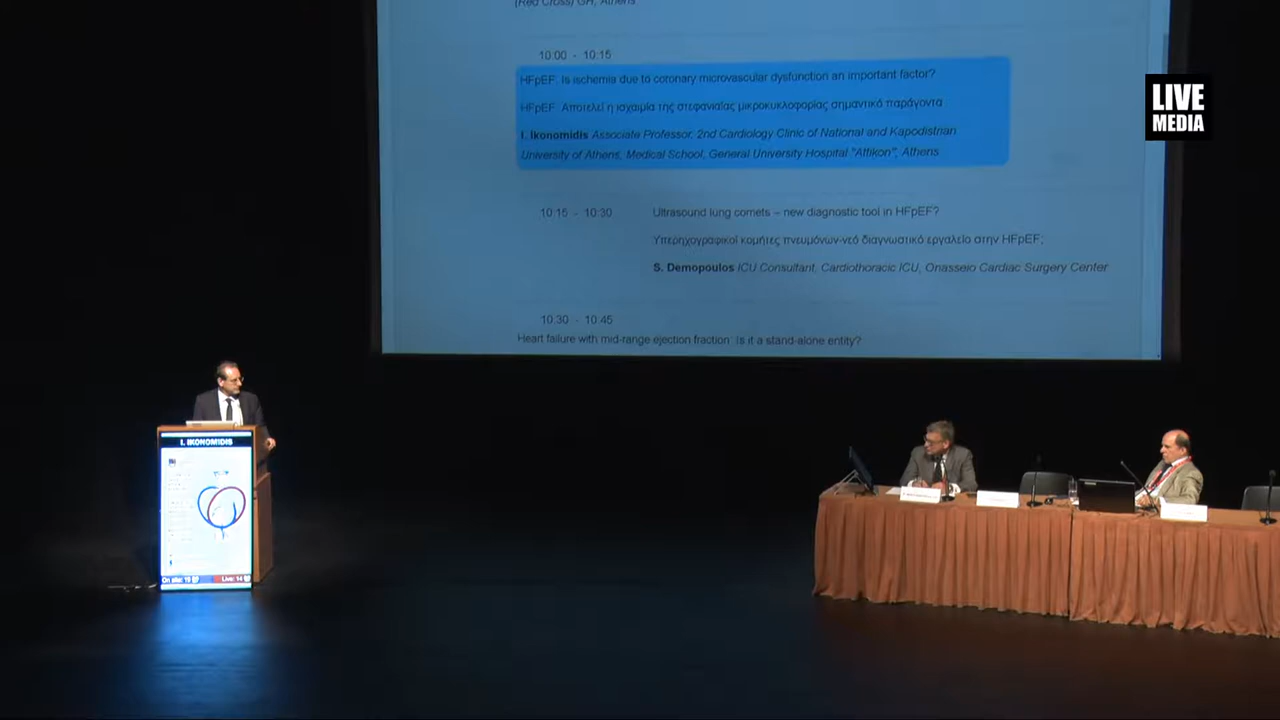 (Red Cross) GH, Athens
10:00 - 10:15
HFpEF: Is ischemia due to coronary microvascular dysfunction an important factor?
HFpEF: Αποτελεί η ισχαιμία της στεφανιαίας μικροκυκλοφορίας σημαντικό παράγοντα
I. Ikonomidis Associate Professor, 2nd Cardiology Clinic of National and Kapodistrian
University of Athens, Medical School, General University Hospital "Attikon", Athens
10:15 - 10:30
Ultrasound lung comets – new diagnostic tool in HFpEF?
Υπερηχογραφικοί κομήτες πνευμόνων-νέο διαγνωστικό εργαλείο στην HFpEF;
S. Demopoulos ICU Consultant, Cardiothoracic ICU, Onasseio Cardiac Surgery Center
10:30 - 10:45
Heart failure with mid-range ejection fraction: Is it a stand-alone entity?
LIVE
MEDIA
I. IKONOMIDIS
On site: 19
Live: 14